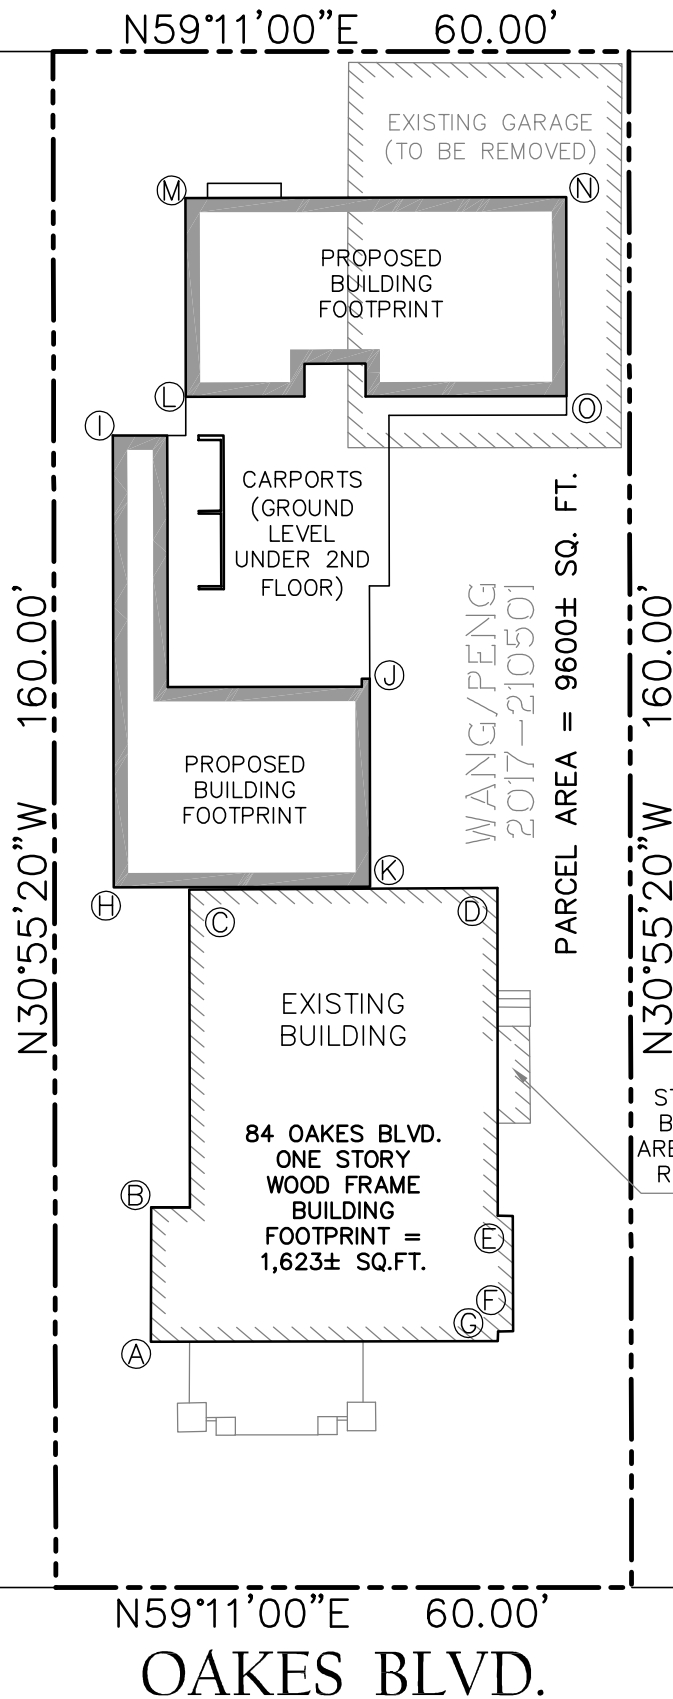 N59°11'00"E 60.00'
EXISTING GARAGE
(TO BE REMOVED)
M
N
PROPOSED
BUILDING
FOOTPRINT
L
O
I
CARPORTS
(GROUND
LEVEL
UNDER 2ND
FLOOR)
N30°55'20"W 160.00'
WANG/PENG
2017-210501
PARCEL AREA = 9600± SQ. FT.
N30°55'20"W 160.00'
J
PROPOSED
BUILDING
FOOTPRINT
K
H
C
D
EXISTING
BUILDING
ST
B
ARE
R
84 OAKES BLVD.
ONE STORY
WOOD FRAME
BUILDING
FOOTPRINT =
1,623± SQ.FT.
B
E
F
G
A
N59°11'00"E 60.00'
OAKES BLVD.